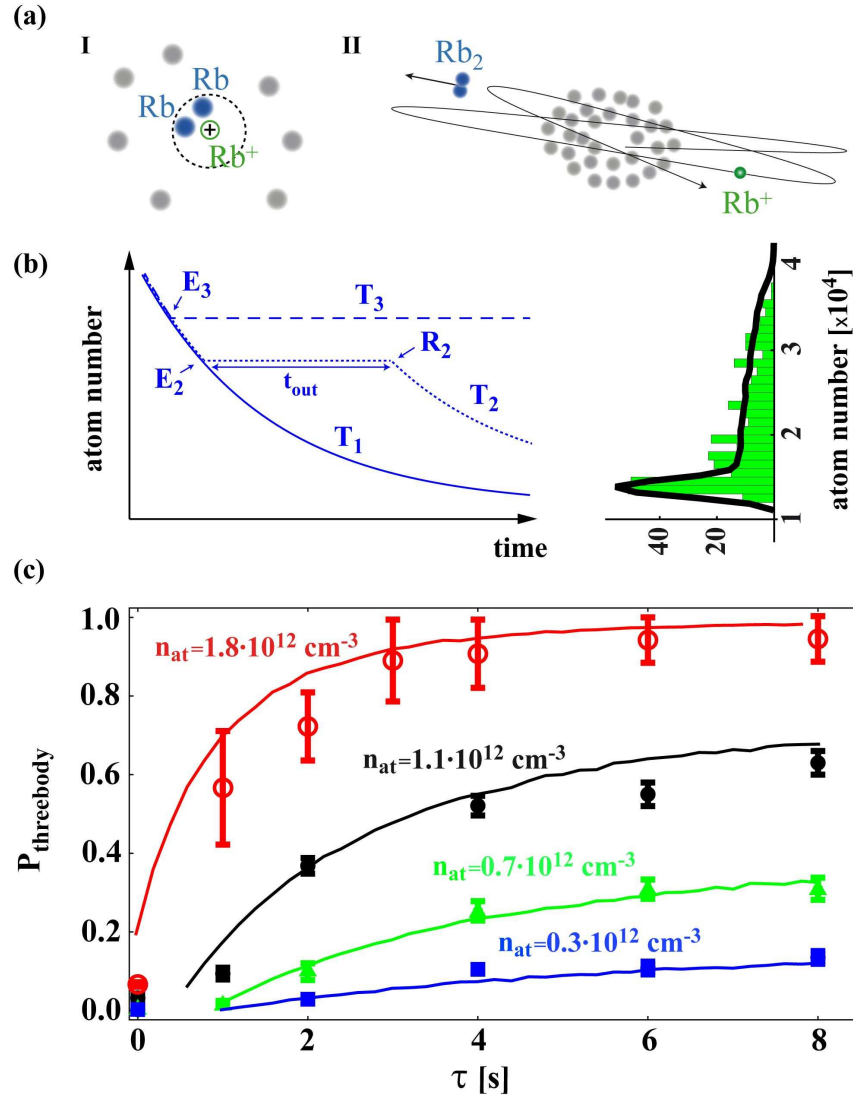 (a)
I
II
Rb
Rb
Rb+
Rb2
Rb+
(b)
atom number
E3
T3
E2
tout
R2
T1
T2
time
40
20
1
2
3
4
atom number [×10^4]
(c)
Pthreebody
1.0
0.8
0.6
0.4
0.2
0.0
nat=1.8·10^12 cm-3
nat=1.1·10^12 cm-3
nat=0.7·10^12 cm-3
nat=0.3·10^12 cm-3
0
2
4
6
8
τ [s]